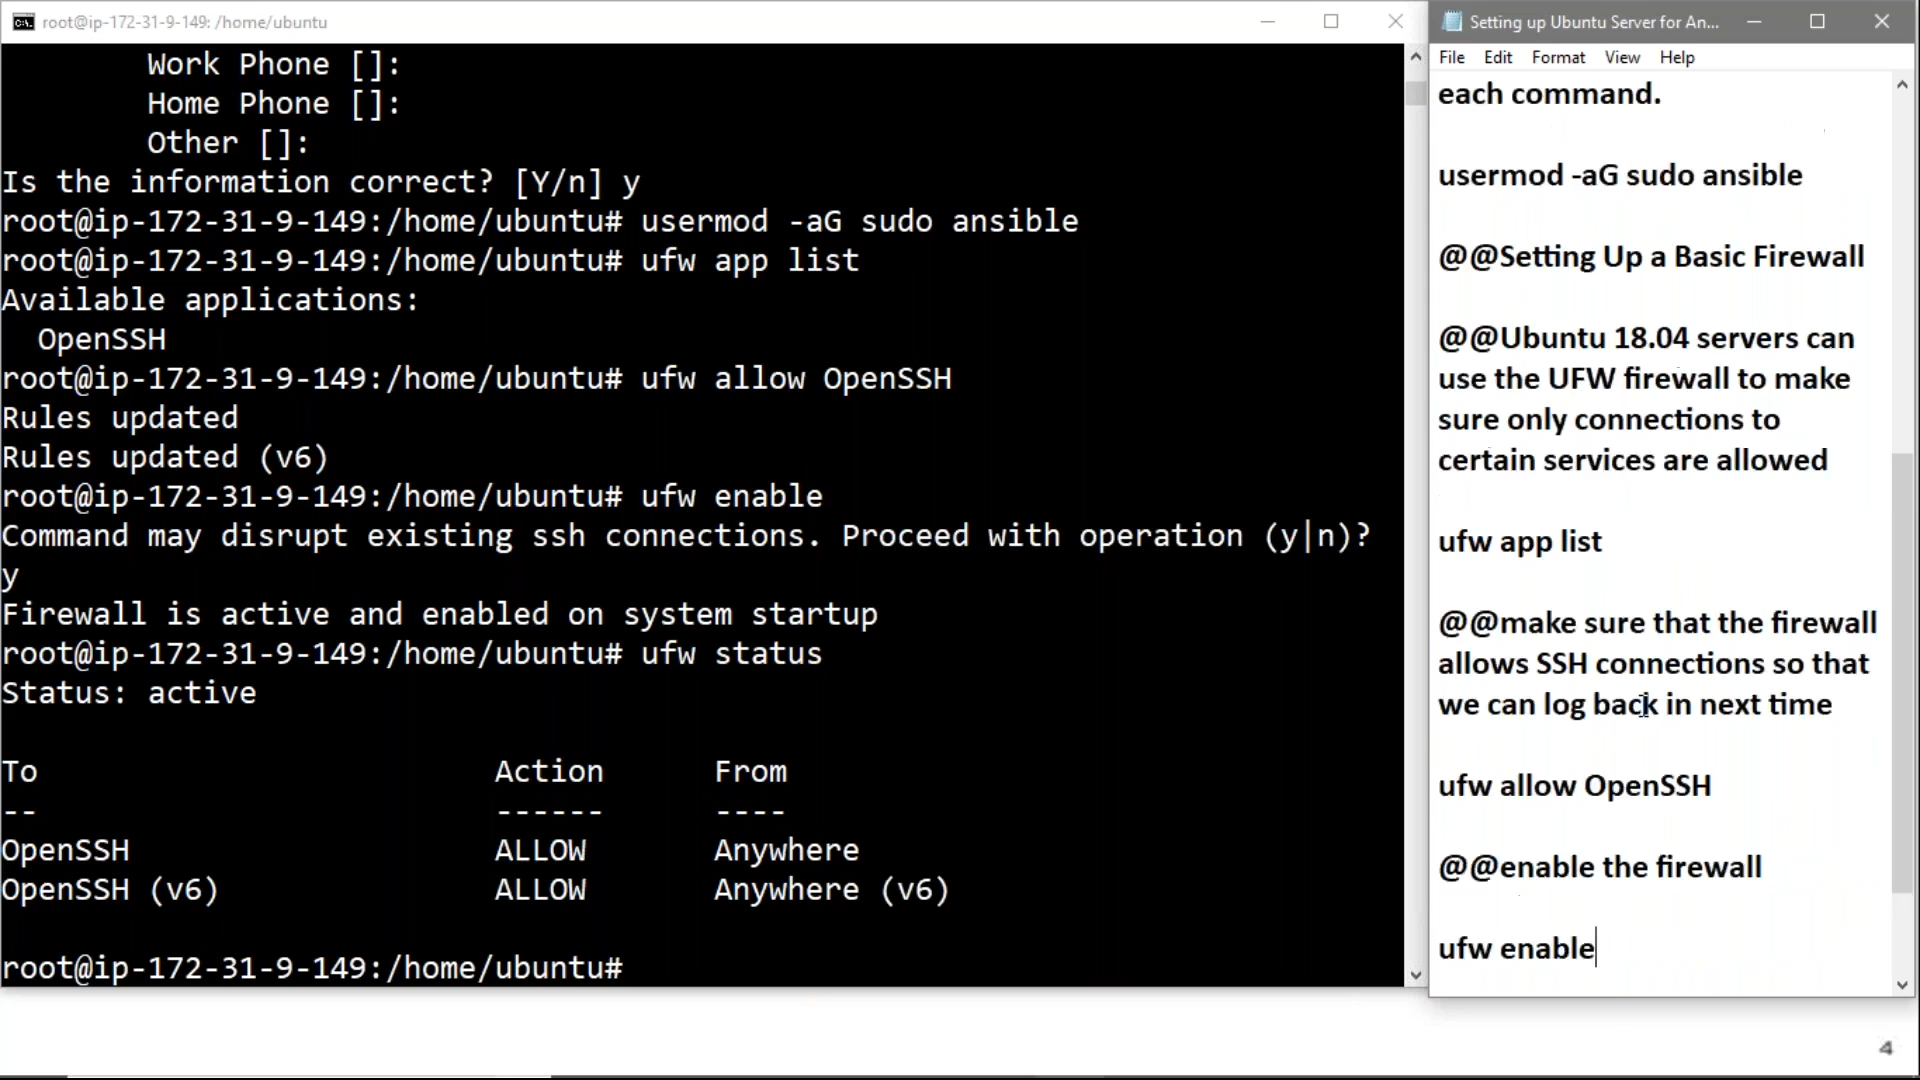 root@ip-172-31-9-149: /home/ubuntu
Work Phone []:
Home Phone []:
Other []:
Is the information correct? [Y/n] y
root@ip-172-31-9-149:/home/ubuntu# usermod -aG sudo ansible
root@ip-172-31-9-149:/home/ubuntu# ufw app list
Available applications:
OpenSSH
root@ip-172-31-9-149:/home/ubuntu# ufw allow OpenSSH
Rules updated
Rules updated (v6)
root@ip-172-31-9-149:/home/ubuntu# ufw enable
Command may disrupt existing ssh connections. Proceed with operation (y|n)?
y
Firewall is active and enabled on system startup
root@ip-172-31-9-149:/home/ubuntu# ufw status
Status: active
To Action From
-- ------ ----
OpenSSH ALLOW Anywhere
OpenSSH (v6) ALLOW Anywhere (v6)
root@ip-172-31-9-149:/home/ubuntu#
Setting up Ubuntu Server for An...
File Edit Format View Help
each command.
usermod -aG sudo ansible
@@Setting Up a Basic Firewall
@@Ubuntu 18.04 servers can
use the UFW firewall to make
sure only connections to
certain services are allowed
ufw app list
@@make sure that the firewall
allows SSH connections so that
we can log back in next time
ufw allow OpenSSH
@@enable the firewall
ufw enable
4